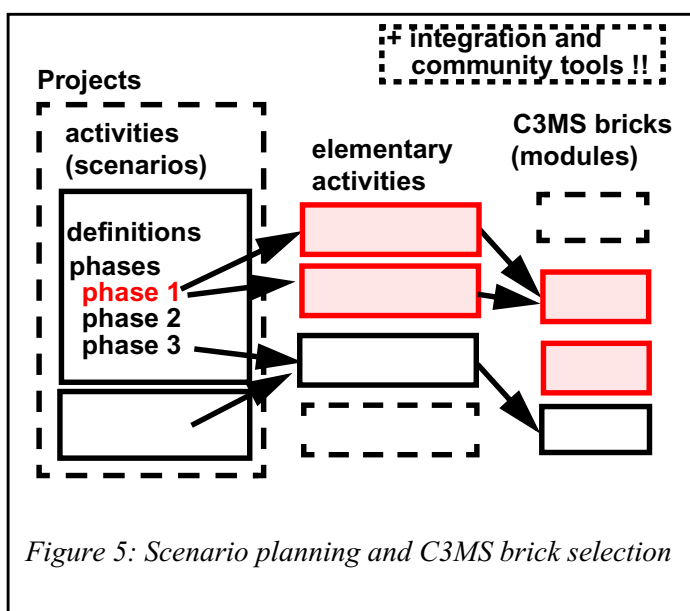 + integration and
community tools !!
Projects
activities
(scenarios)
definitions
phases
phase 1
phase 2
phase 3
elementary
activities
C3MS bricks
(modules)
Figure 5: Scenario planning and C3MS brick selection